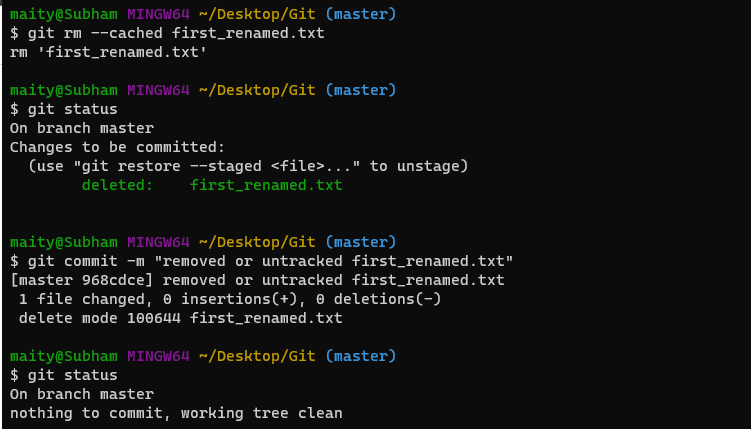 maity@Subham MINGW64 ~/Desktop/Git (master)
$ git rm --cached first_renamed.txt
rm 'first_renamed.txt'
maity@Subham MINGW64 ~/Desktop/Git (master)
$ git status
On branch master
Changes to be committed:
  (use "git restore --staged <file>..." to unstage)
        deleted:    first_renamed.txt
maity@Subham MINGW64 ~/Desktop/Git (master)
$ git commit -m "removed or untracked first_renamed.txt"
[master 968cdce] removed or untracked first_renamed.txt
 1 file changed, 0 insertions(+), 0 deletions(-)
 delete mode 100644 first_renamed.txt
maity@Subham MINGW64 ~/Desktop/Git (master)
$ git status
On branch master
nothing to commit, working tree clean